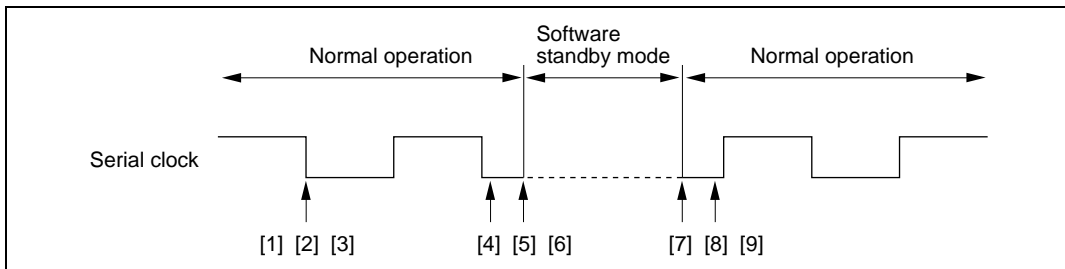 Software
standby mode
Normal operation
Normal operation
Serial clock
[1] [2] [3] [4] [5] [6] [7] [8] [9]